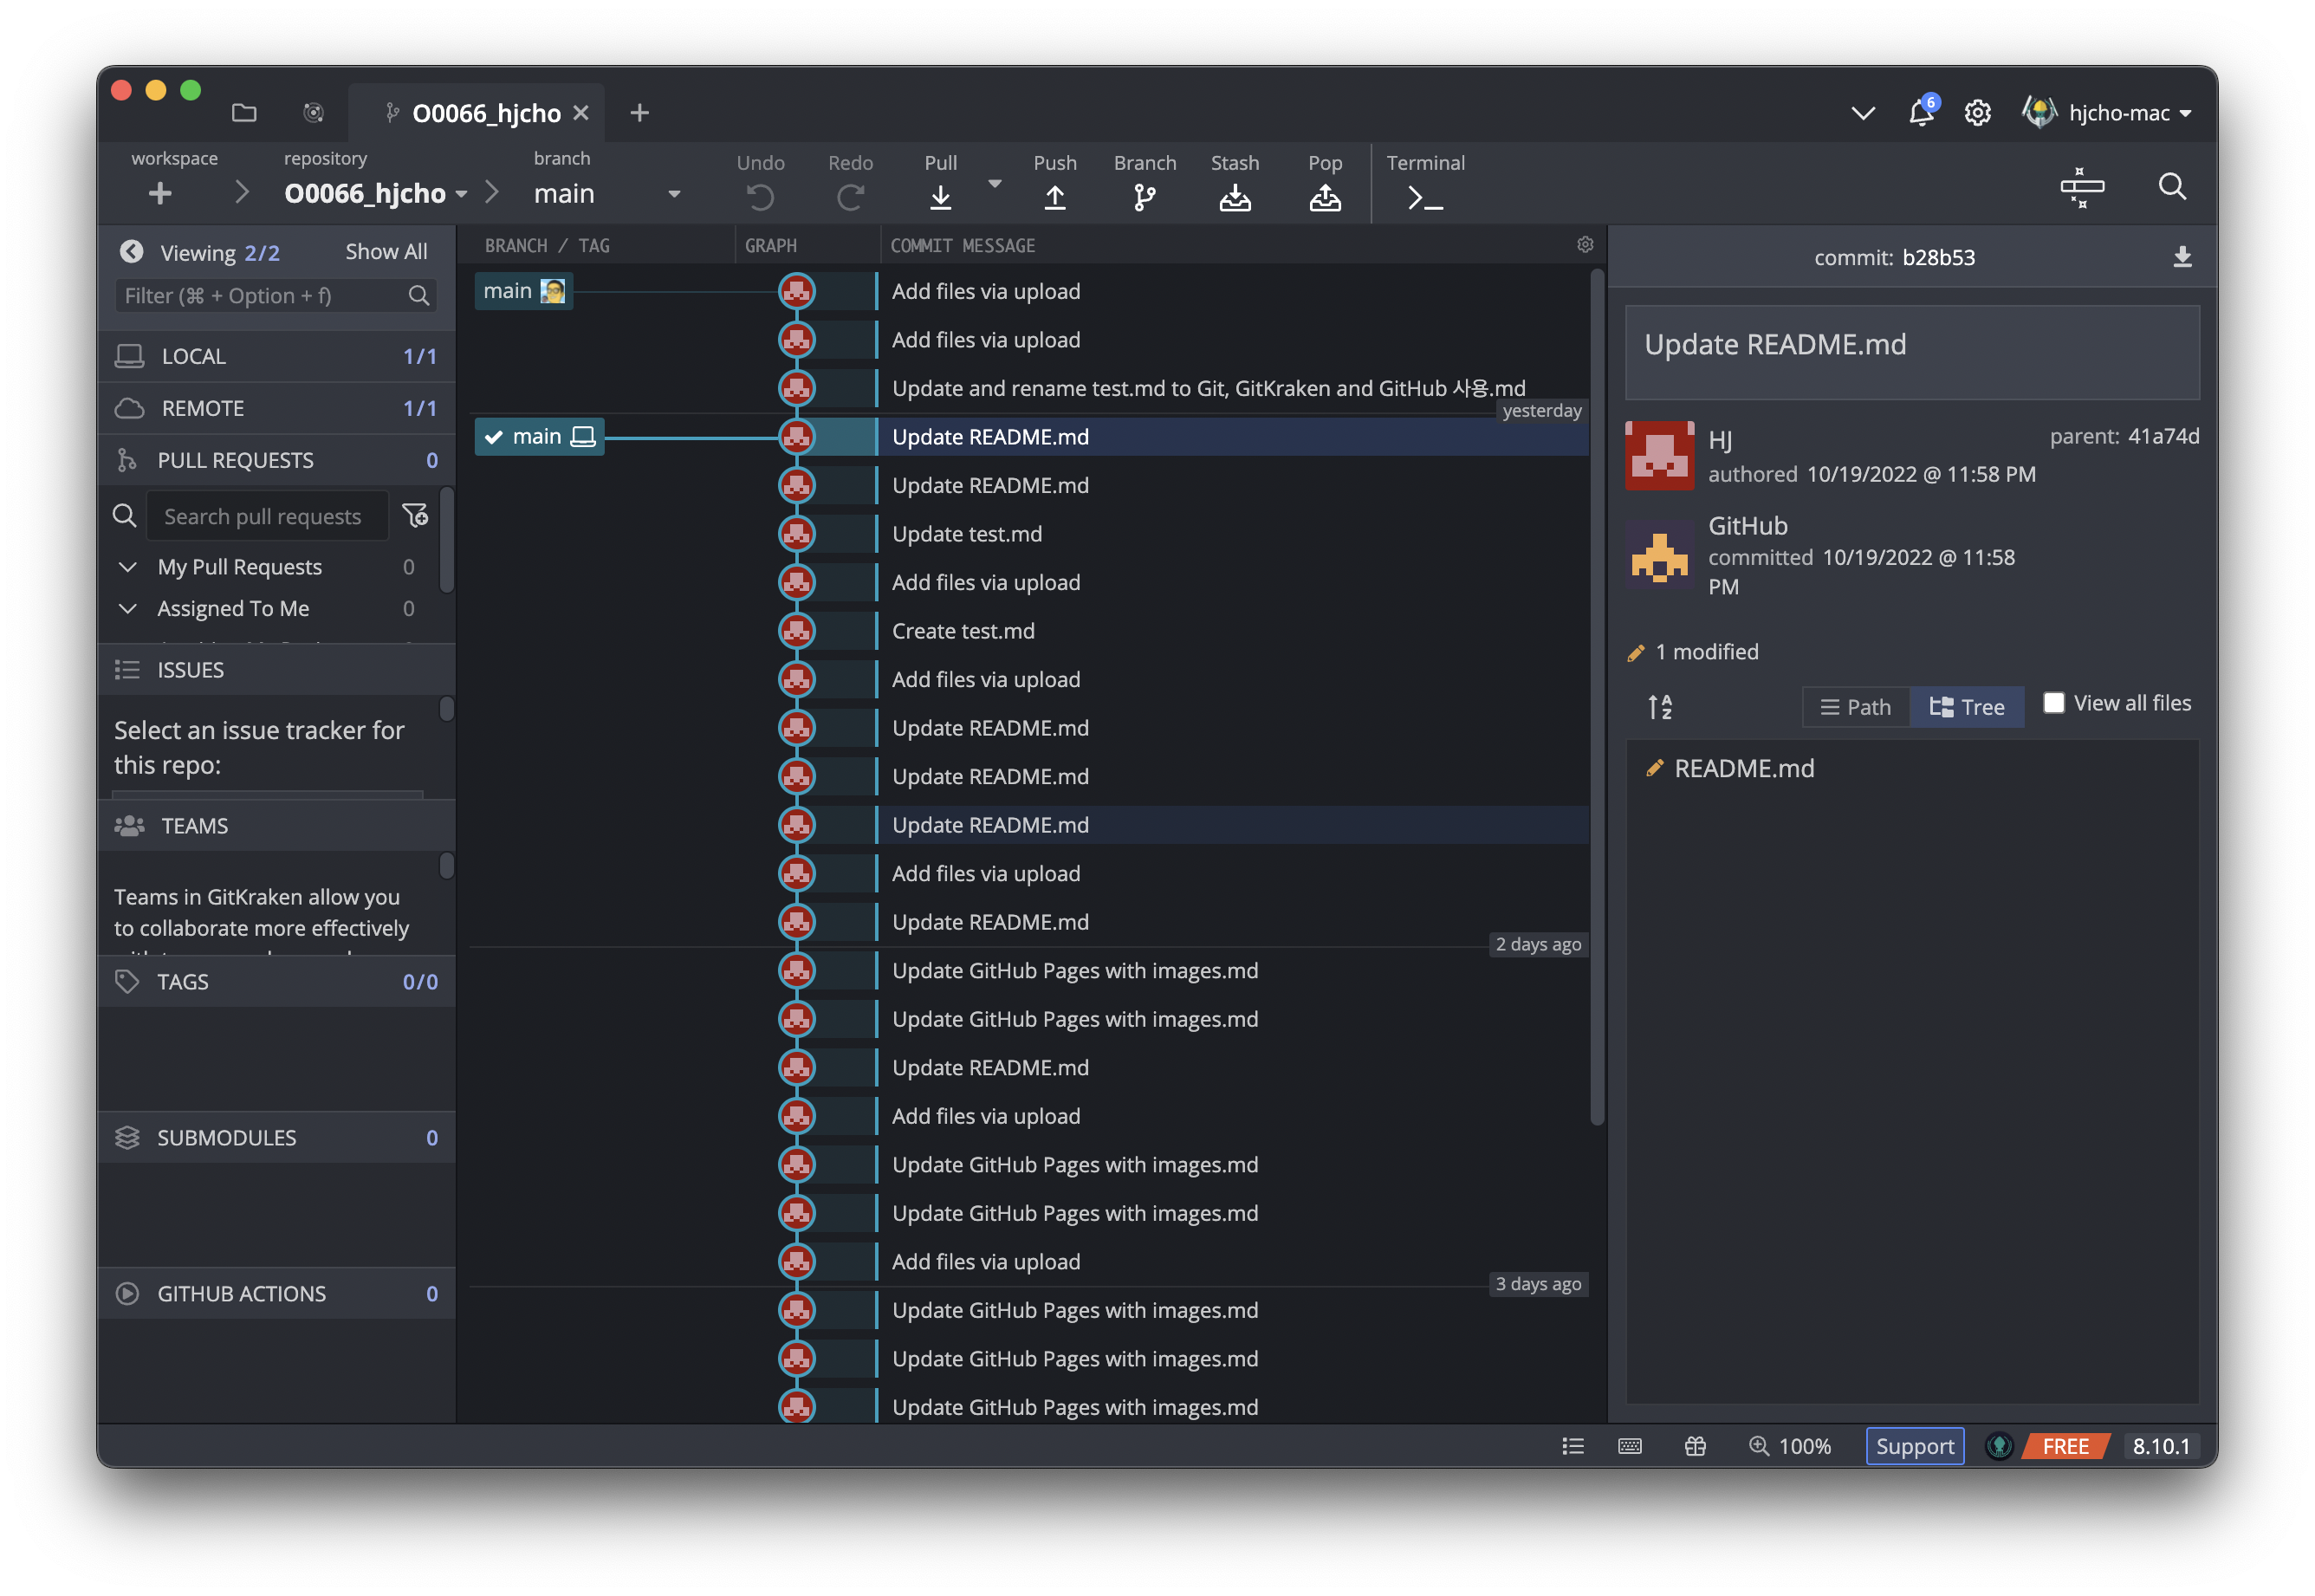 O0066_hjcho
6
hjcho-mac
workspace
repository
O0066_hjcho
branch
main
Undo
Redo
Pull
Push
Branch
Stash
Pop
Terminal
Viewing 2/2
Show All
Filter (⌘ + Option + f)
LOCAL 1/1
REMOTE 1/1
PULL REQUESTS 0
Search pull requests
My Pull Requests 0
Assigned To Me 0
ISSUES
Select an issue tracker for
this repo:
TEAMS
Teams in GitKraken allow you
to collaborate more effectively
TAGS 0/0
SUBMODULES 0
GITHUB ACTIONS 0
BRANCH / TAG
GRAPH
COMMIT MESSAGE
main
Add files via upload
Add files via upload
Update and rename test.md to Git, GitKraken and GitHub 사용.md
yesterday
main
Update README.md
Update README.md
Update test.md
Add files via upload
Create test.md
Add files via upload
Update README.md
Update README.md
Update README.md
Add files via upload
Update README.md
2 days ago
Update GitHub Pages with images.md
Update GitHub Pages with images.md
Update README.md
Add files via upload
Update GitHub Pages with images.md
Update GitHub Pages with images.md
Add files via upload
3 days ago
Update GitHub Pages with images.md
Update GitHub Pages with images.md
Update GitHub Pages with images.md
commit: b28b53
Update README.md
HJ
parent: 41a74d
authored 10/19/2022 @ 11:58 PM
GitHub
committed 10/19/2022 @ 11:58
PM
1 modified
A
Z
Path
Tree
View all files
README.md
100%
Support
FREE
8.10.1